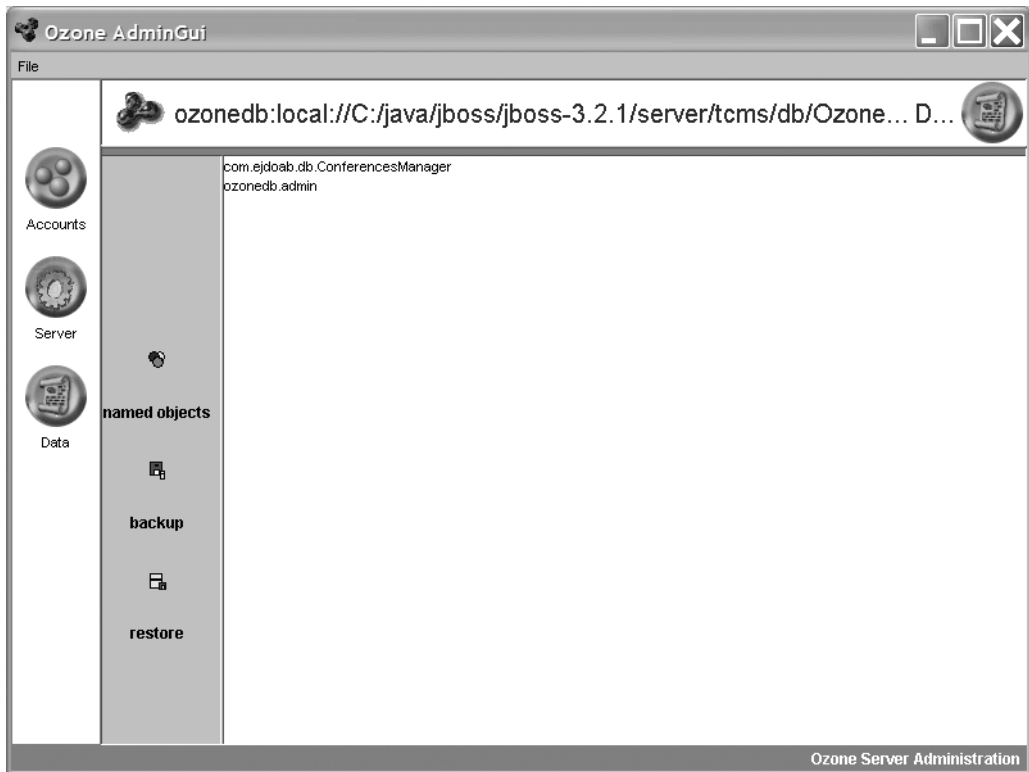 Ozone AdminGui
File
ozonedb:local://C:/java/jboss/jboss-3.2.1/server/tcms/db/Ozone... D...
Accounts
Server
Data
named objects
backup
restore
com.ejdoab.db.ConferencesManager
ozonedb.admin
Ozone Server Administration